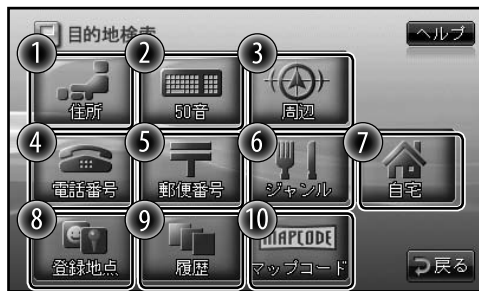 目的地検索
ヘルプ
1
住所
2
50音
3
周辺
4
電話番号
5
郵便番号
6
ジャンル
7
自宅
8
登録地点
9
履歴
10
MAPCODE
マップコード
戻る